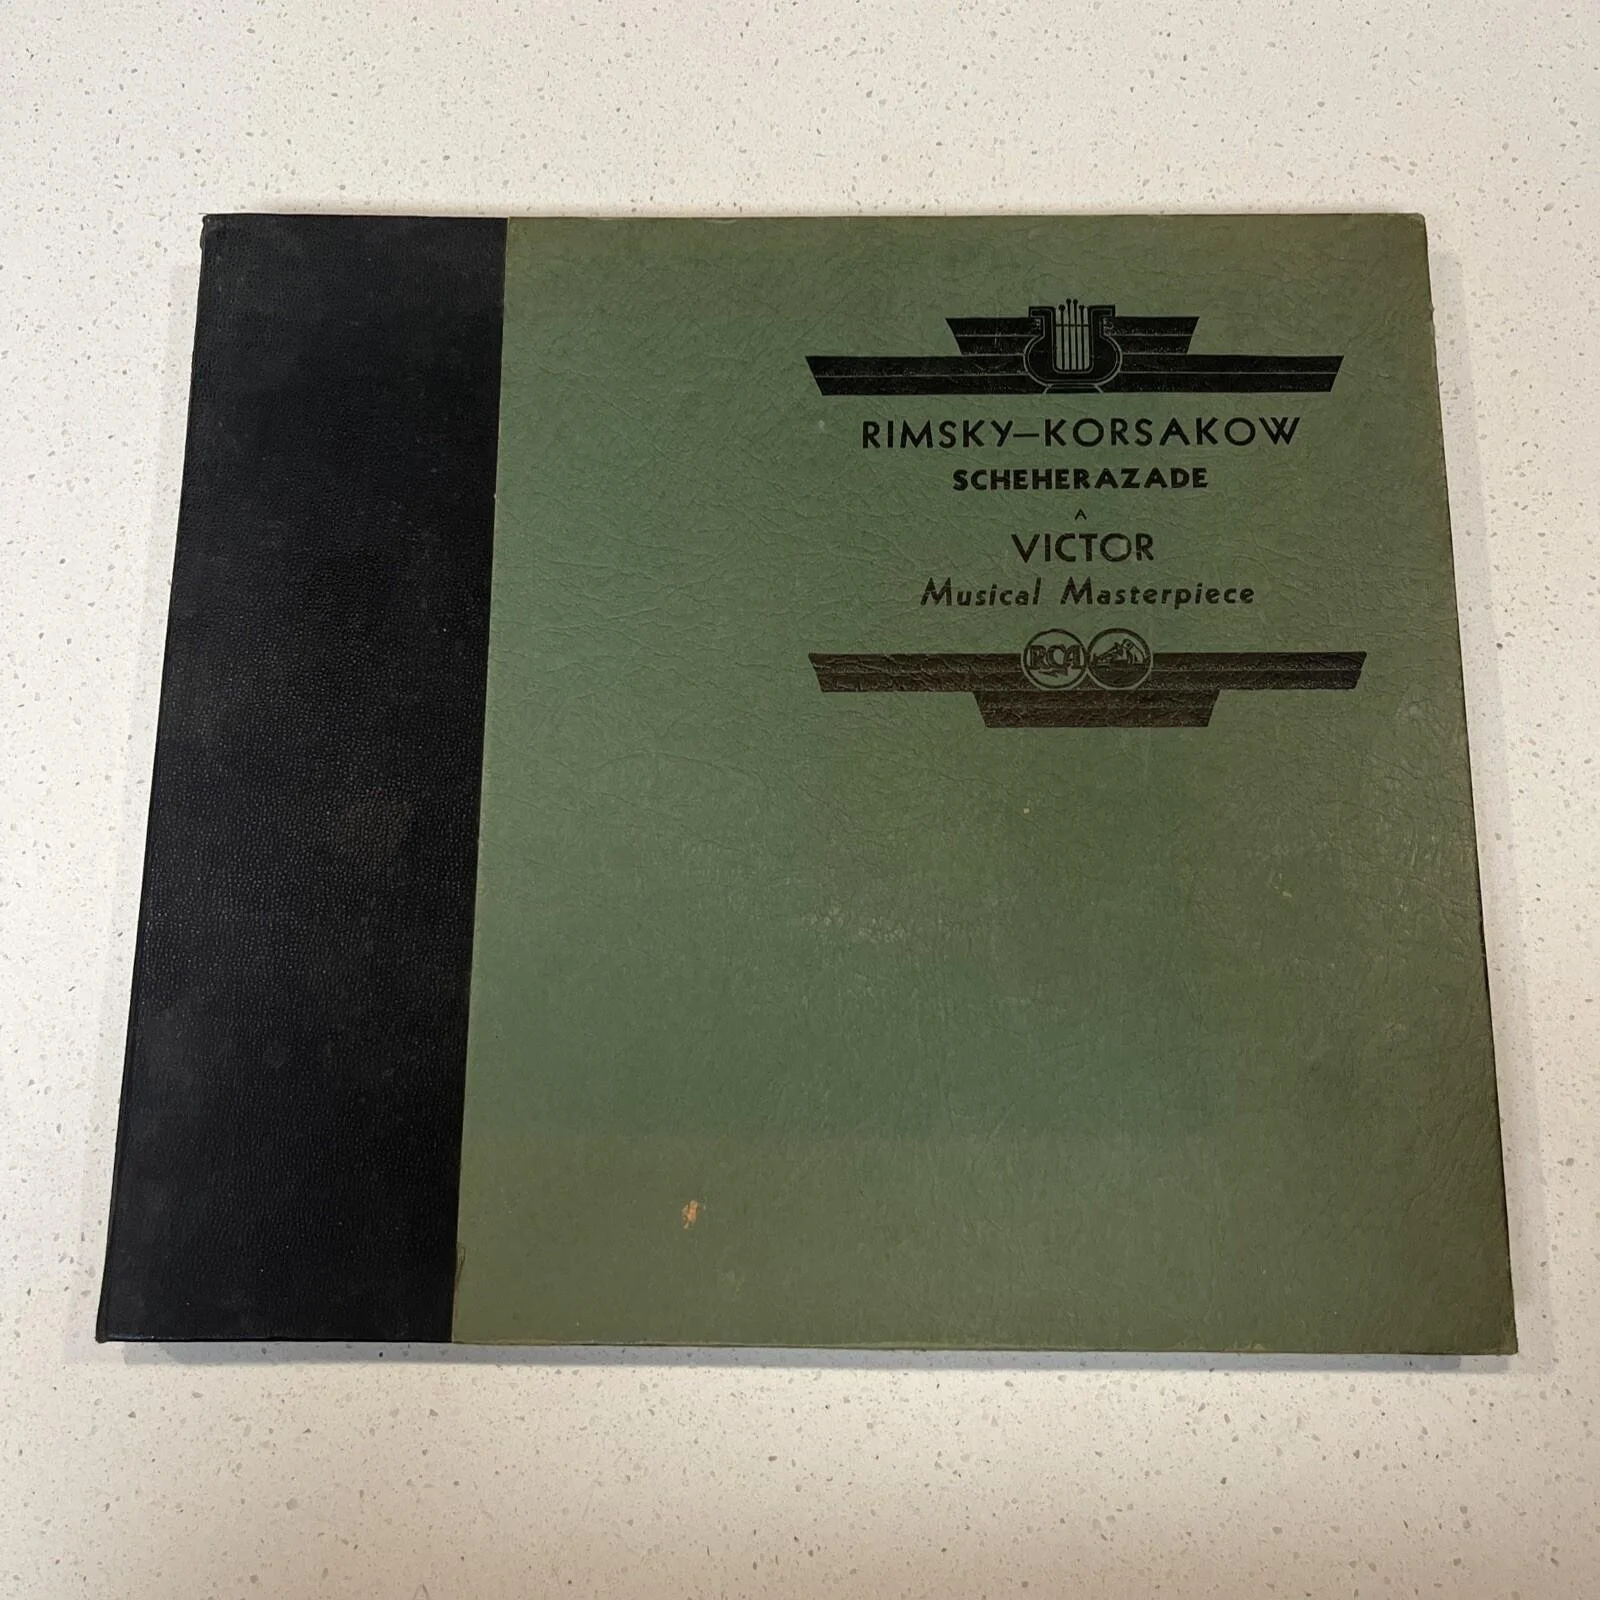 RIMSKY–KORSAKOW
SCHEHERAZADE
A
VICTOR
Musical Masterpiece
RCA